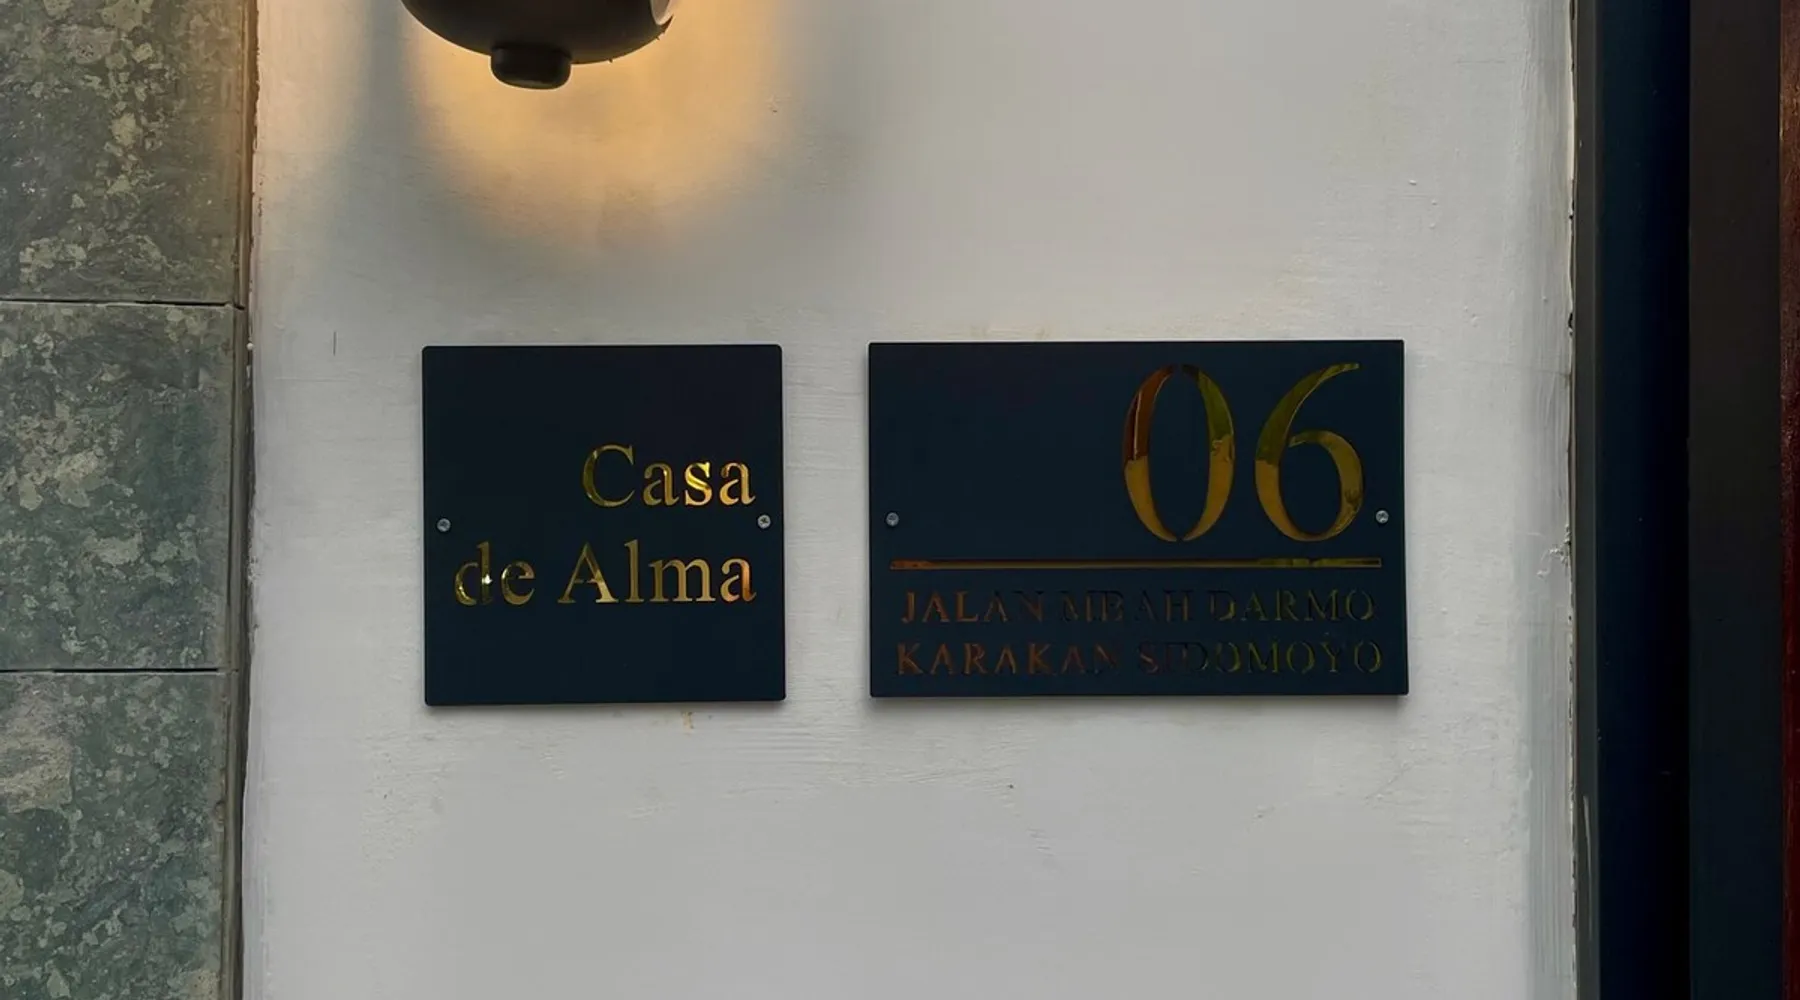 Casa
de Alma
06
JALAN MBAH DARMO
KARAKAN SIDOMOYO